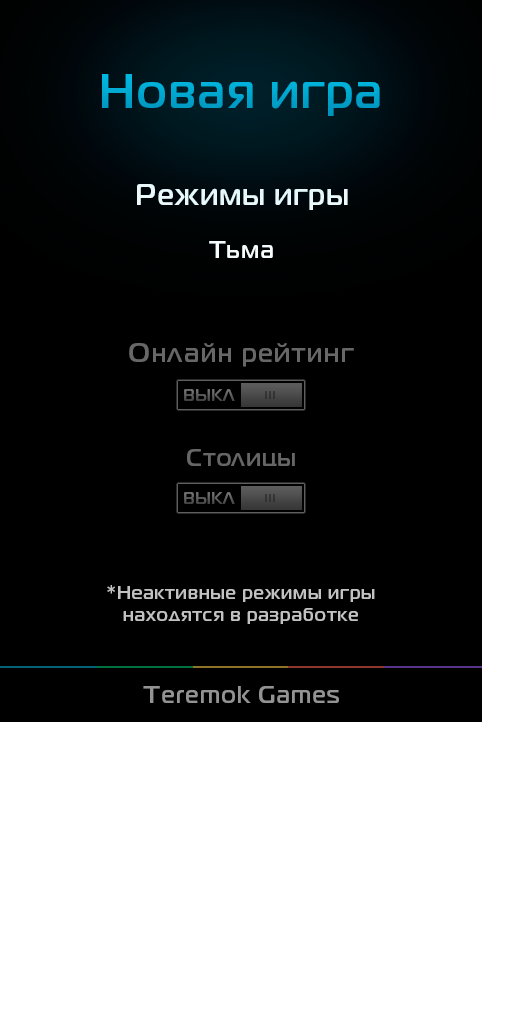 Новая игра
Режимы игры
Тьма
Онлайн рейтинг
ВЫКЛ
Столицы
ВЫКЛ
*Неактивные режимы игры
находятся в разработке
Teremok Games